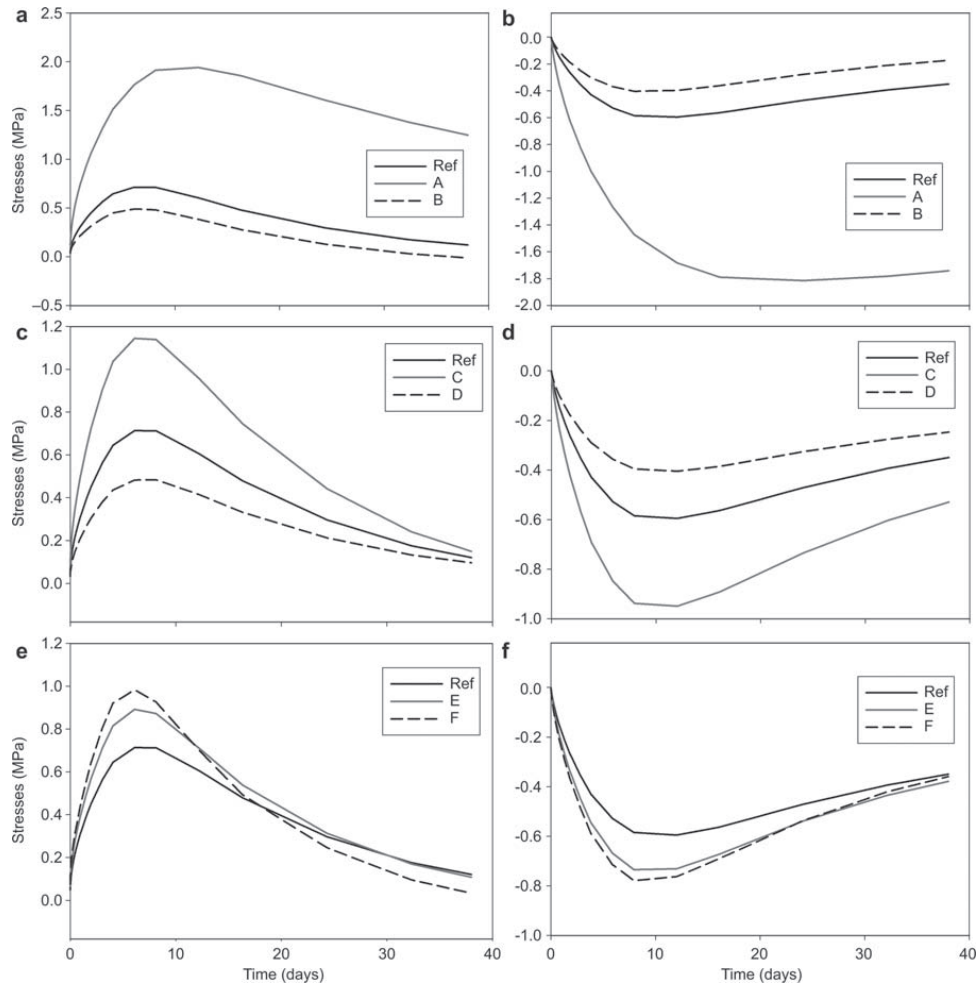 a
b
2.5
2.0
1.5
1.0
0.5
0.0
–0.5
Stresses (MPa)
Ref
A
B
0
10
20
30
40
0.0
-0.2
-0.4
-0.6
-0.8
-1.0
-1.2
-1.4
-1.6
-1.8
-2.0
Ref
A
B
c
d
1.2
1.0
0.8
0.6
0.4
0.2
0.0
Stresses (MPa)
Ref
C
D
0.0
-0.2
-0.4
-0.6
-0.8
-1.0
Ref
C
D
e
f
1.2
1.0
0.8
0.6
0.4
0.2
0.0
Stresses (MPa)
Ref
E
F
0
10
20
30
40
Time (days)
0.0
-0.2
-0.4
-0.6
-0.8
-1.0
Ref
E
F
0
10
20
30
40
Time (days)